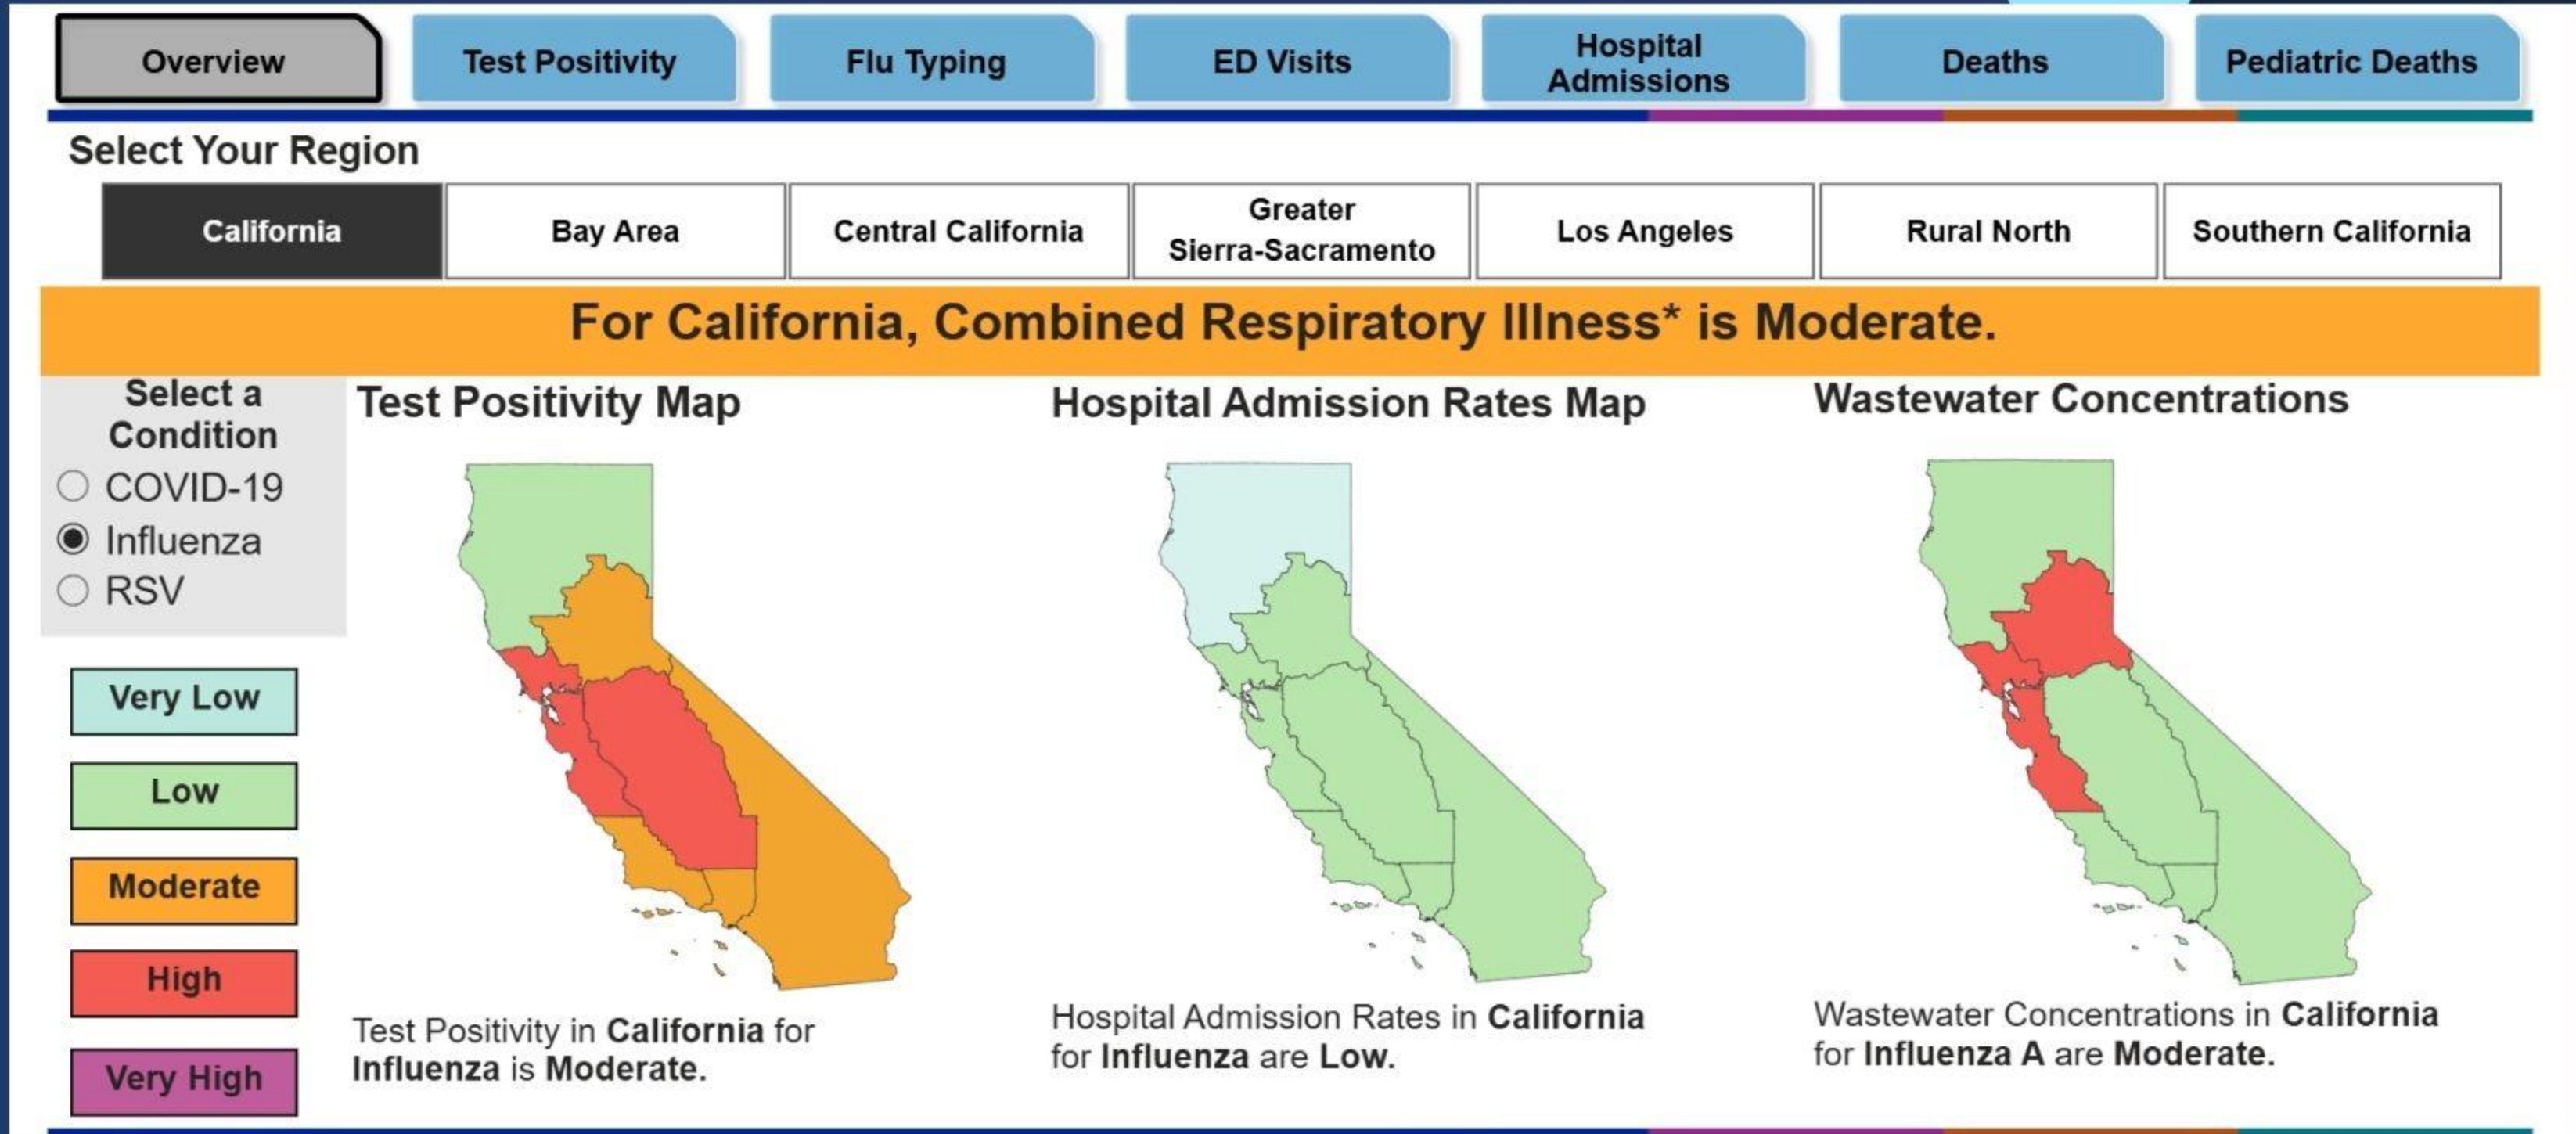 Overview
Test Positivity
Flu Typing
ED Visits
Hospital
Admissions
Deaths
Pediatric Deaths
Select Your Region
California
Bay Area
Central California
Greater
Sierra-Sacramento
Los Angeles
Rural North
Southern California
For California, Combined Respiratory Illness* is Moderate.
Select a
Condition
COVID-19
Influenza
RSV
Very Low
Low
Moderate
High
Very High
Test Positivity Map
Test Positivity in California for
Influenza is Moderate.
Hospital Admission Rates Map
Hospital Admission Rates in California
for Influenza are Low.
Wastewater Concentrations
Wastewater Concentrations in California
for Influenza A are Moderate.